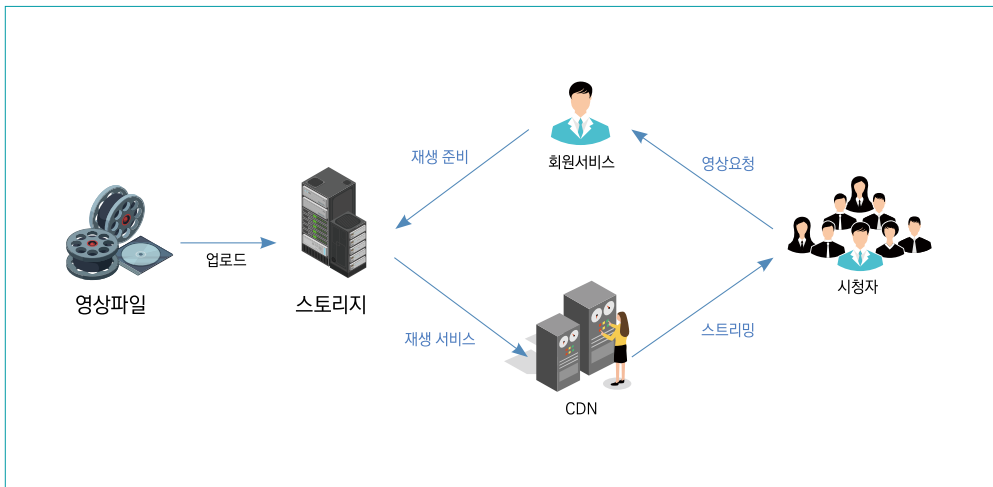 회원서비스
재생 준비
영상요청
영상파일
업로드
스토리지
시청자
재생 서비스
스트리밍
CDN